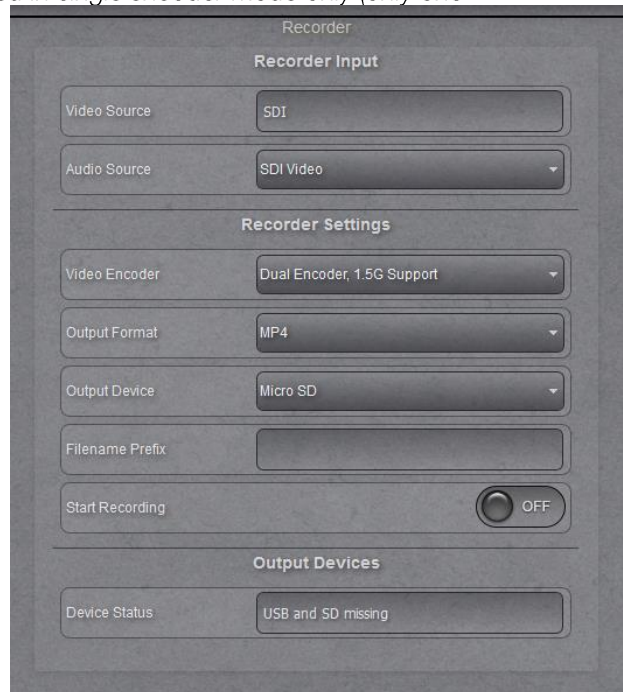 Recorder
Recorder Input
Video Source SDI
Audio Source SDI Video
Recorder Settings
Video Encoder Dual Encoder, 1.5G Support
Output Format MP4
Output Device Micro SD
Filename Prefix
Start Recording OFF
Output Devices
Device Status USB and SD missing